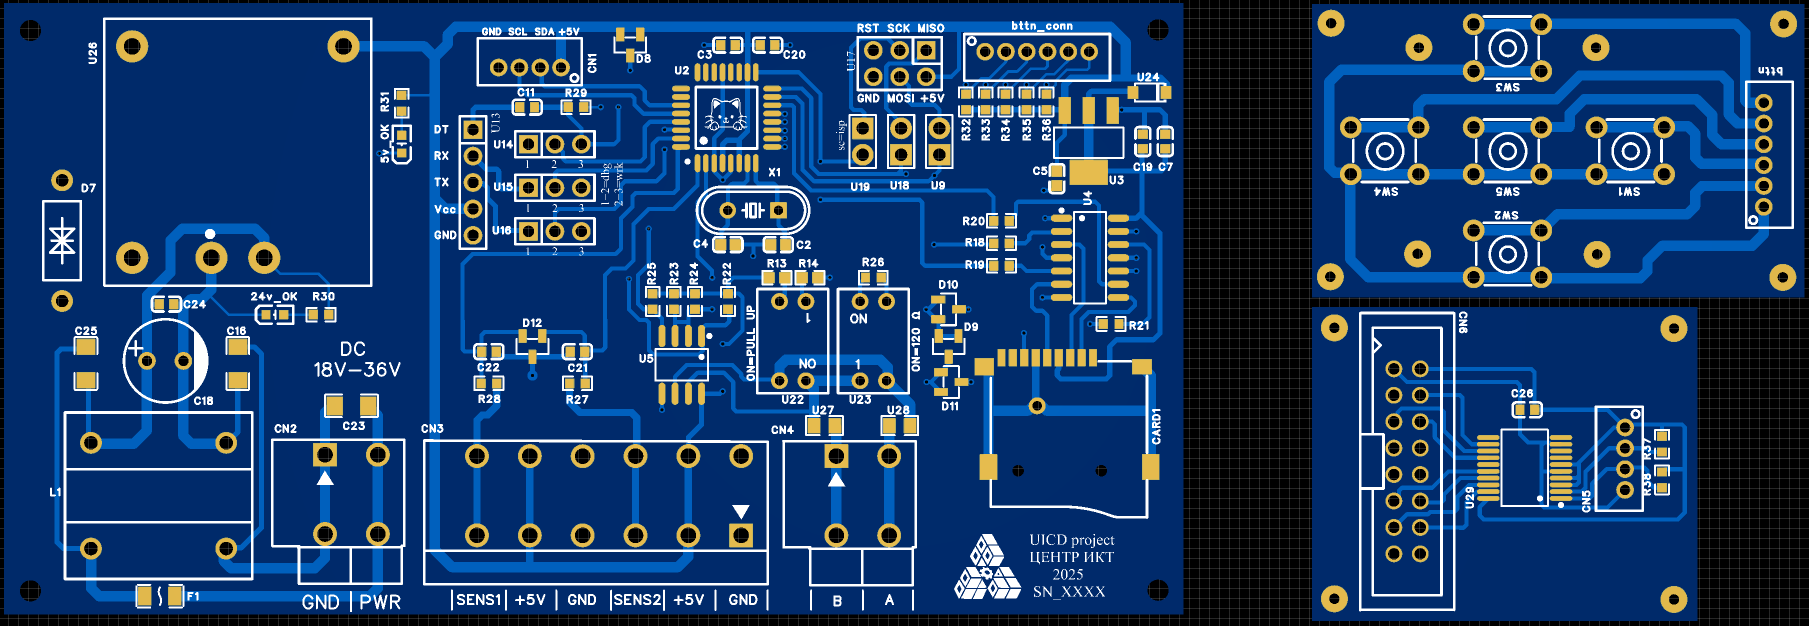 U26
GND SCL SDA +5V
CN1
D8
C3
C20
U2
RST SCK MISO
U17
GND MOSI +5V
bttn_conn
U24
R31
5v_OK
C11
R29
DT
RX
TX
Vcc
GND
U13
U14
1 2 3
U15
1 2 3
U16
1 2 3
1-2=dbg
2-3=wrk
X1
sc=isp
U19
U18
U9
R32
R33
R34
R35
R36
C19
C7
C5
U3
U4
D7
C4
C2
R20
R18
R19
R25
R23
R24
R22
R13
R14
R26
24v_OK
R30
C24
C25
C16
C18
DC
18V-36V
D12
C22
C21
R28
R27
U5
ON=PULL UP
1
NO
U22
ON
1
U23
ON=120 Ω
D10
D9
D11
R21
CARD1
C23
CN2
CN3
CN4
U27
U28
L1
F1
GND | PWR
|SENS1| +5V | GND |SENS2| +5V | GND |
| B | A |
UICD project
ЦЕНТР ИКТ
2025
SN_XXXX
SW3
bttn
SW4
SW5
SW1
SW2
CN6
C26
U29
CN5
R37
R38